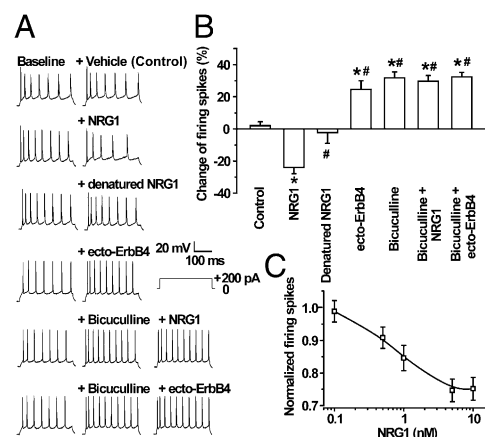 A
Baseline + Vehicle (Control)
+ NRG1
+ denatured NRG1
+ ecto-ErbB4
20 mV
100 ms
+200 pA
0
+ Bicuculline + NRG1
+ Bicuculline + ecto-ErbB4
B
Change of firing spikes (%)
40
20
0
-20
-40
*
#
*#
*#
*#
*#
Control
NRG1
Denatured NRG1
ecto-ErbB4
Bicuculline
Bicuculline +
NRG1
Bicuculline +
ecto-ErbB4
C
Normalized firing spikes
1.0
0.9
0.8
0.7
0.1
1
10
NRG1 (nM)